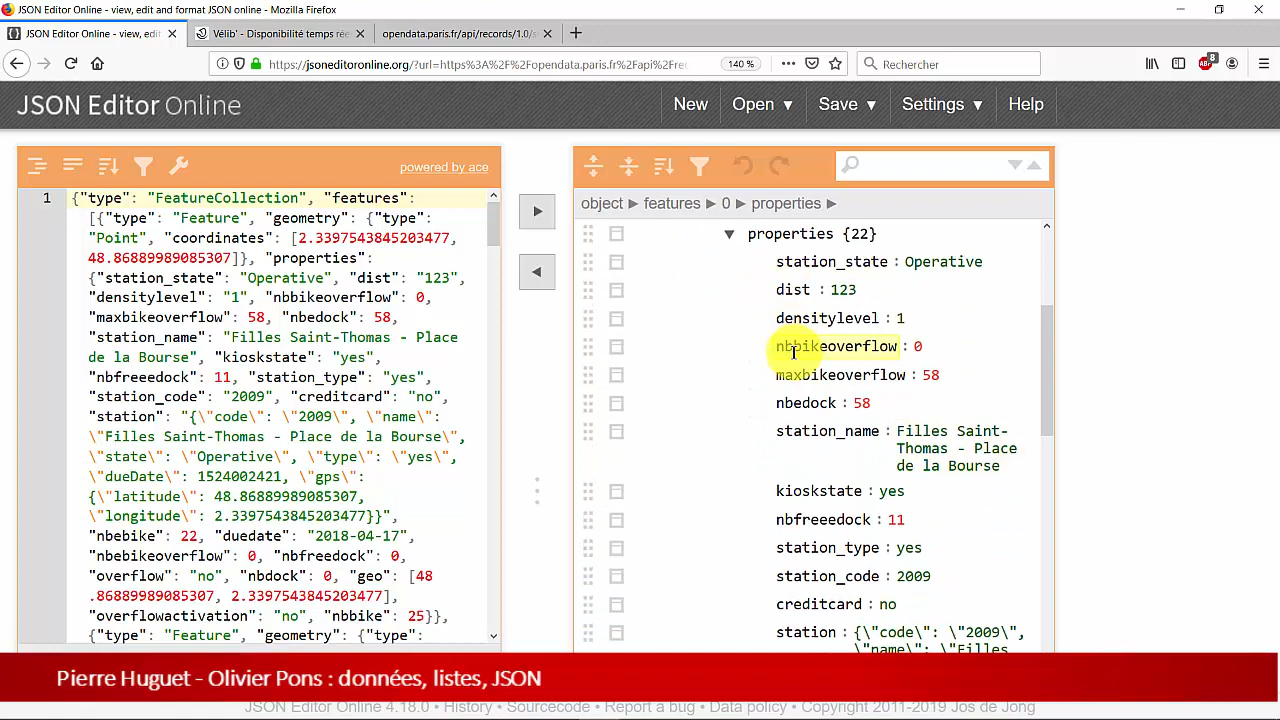 JSON Editor Online - view, edit and format JSON online - Mozilla Firefox
JSON Editor Online - view, edi
Vélib' - Disponibilité temps rée
opendata.paris.fr/api/records/1.0/s
https://jsoneditoronline.org/?url=https%3A%2F%2Fopendata.paris.fr%2Fapi%2Fre
140 %
Rechercher
8
JSON Editor Online
New
Open ▼
Save ▼
Settings ▼
Help
powered by ace
1 {"type": "FeatureCollection", "features":
[{"type": "Feature", "geometry": {"type":
"Point", "coordinates": [2.3397543845203477,
48.86889989085307]}, "properties":
{"station_state": "Operative", "dist": "123",
"densitylevel": "1", "nbbikeoverflow": 0,
"maxbikeoverflow": 58, "nbedock": 58,
"station_name": "Filles Saint-Thomas - Place
de la Bourse", "kioskstate": "yes",
"nbfreeedock": 11, "station_type": "yes",
"station_code": "2009", "creditcard": "no",
"station": "{\"code\": \"2009\", \"name\":
\"Filles Saint-Thomas - Place de la Bourse\",
\"state\": \"Operative\", \"type\": \"yes\",
\"dueDate\": 1524002421, \"gps\":
{\"latitude\": 48.86889989085307,
\"longitude\": 2.3397543845203477}}",
"nbebike": 22, "duedate": "2018-04-17",
"nbebikeoverflow": 0, "nbfreedock": 0,
"overflow": "no", "nbdock": 0, "geo": [48
.86889989085307, 2.3397543845203477],
"overflowactivation": "no", "nbbike": 25}},
{"type": "Feature", "geometry": {"type":
object ▶ features ▶ 0 ▶ properties ▶
▼ properties {22}
station_state : Operative
dist : 123
densitylevel : 1
nbbikeoverflow : 0
maxbikeoverflow : 58
nbedock : 58
station_name : Filles Saint-
Thomas - Place
de la Bourse
kioskstate : yes
nbfreeedock : 11
station_type : yes
station_code : 2009
creditcard : no
station : {\"code\": \"2009\"
\"name\": \"Filles
Pierre Huguet - Olivier Pons : données, listes, JSON
JSON Editor Online 4.18.0 • History • Sourcecode • Report a bug • Data policy • Copyright 2011-2019 Jos de Jong